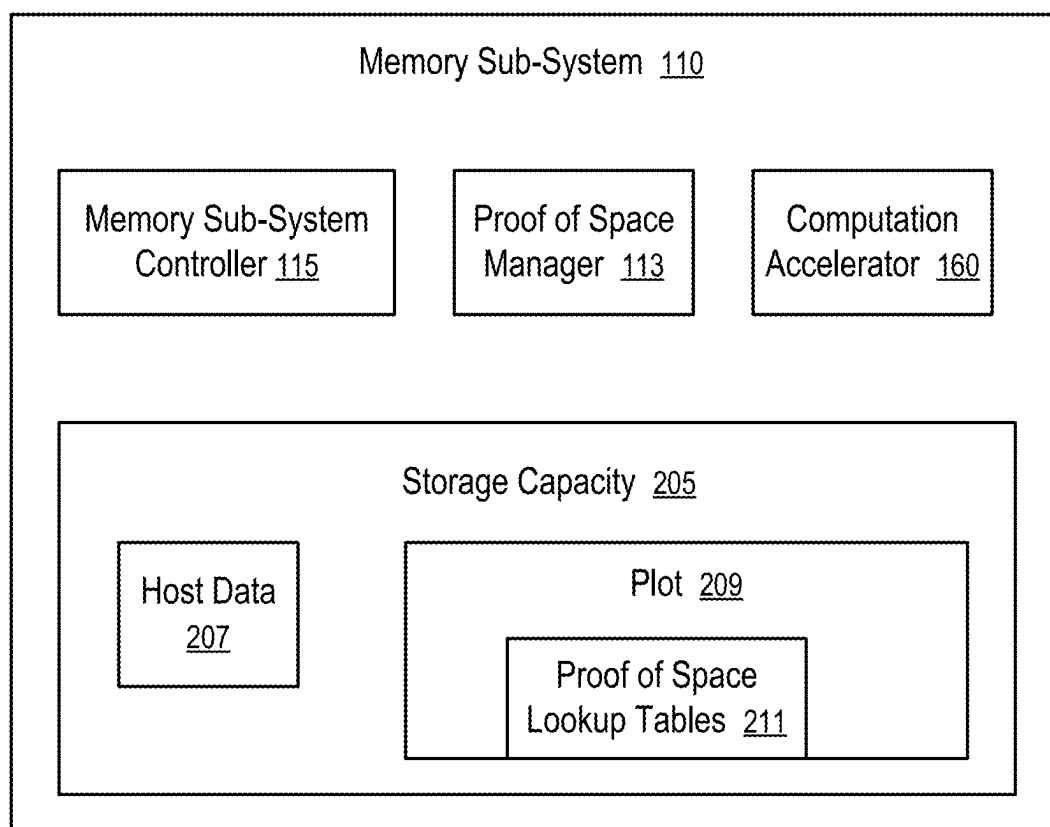 Memory Sub-System 110
Memory Sub-System
Controller 115
Proof of Space
Manager 113
Computation
Accelerator 160
Storage Capacity 205
Host Data
207
Plot 209
Proof of Space
Lookup Tables 211